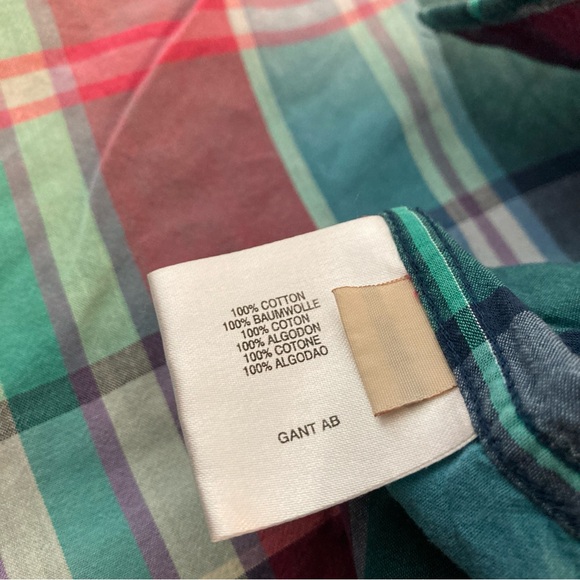 100% COTTON
100% BAUMWOLLE
100% COTON
100% ALGODON
100% COTONE
100% ALGODAO
GANT AB